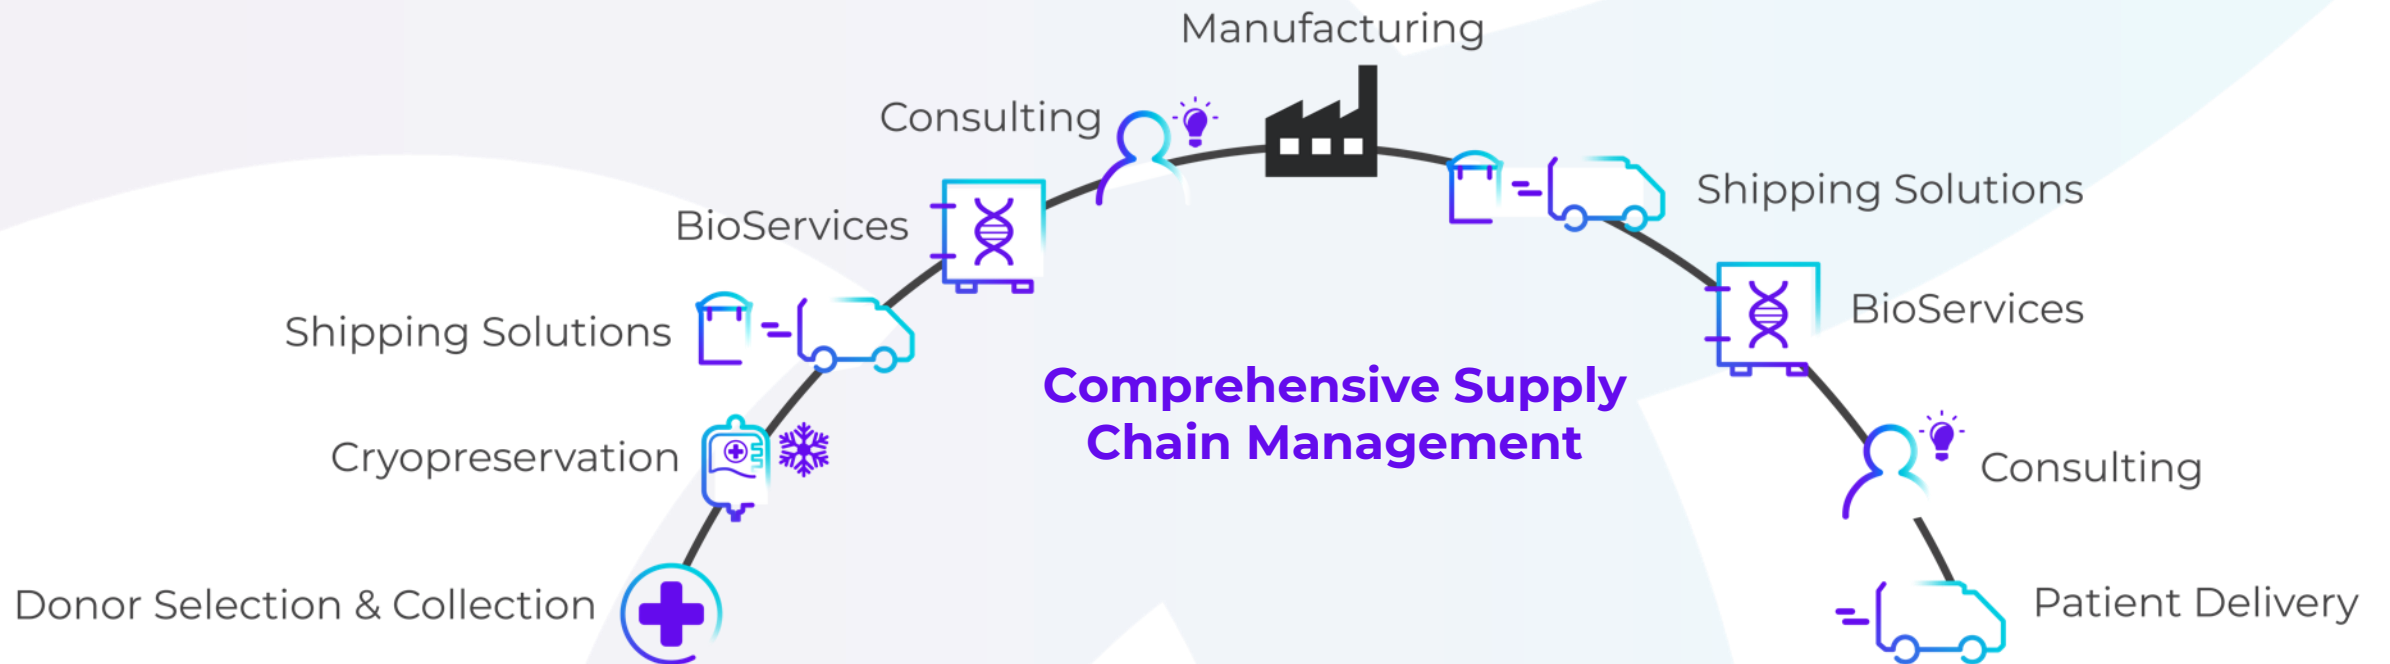 Manufacturing
Consulting
Shipping Solutions
BioServices
BioServices
Shipping Solutions
Comprehensive Supply
Chain Management
Cryopreservation
Consulting
Donor Selection & Collection
Patient Delivery